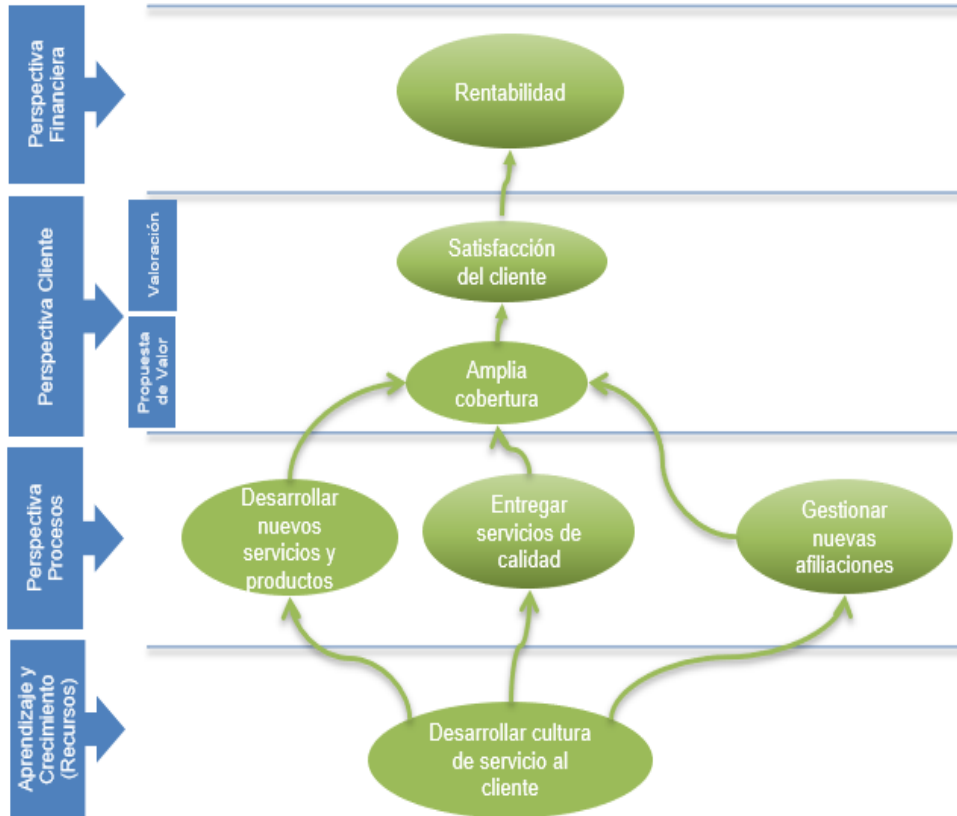 Perspectiva
Financiera
Rentabilidad
Perspectiva Cliente
Valoración
Satisfacción
del cliente
Propuesta
de Valor
Amplia
cobertura
Perspectiva
Procesos
Desarrollar
nuevos
servicios y
productos
Entregar
servicios de
calidad
Gestionar
nuevas
afiliaciones
Aprendizaje y
Crecimiento
(Recursos)
Desarrollar cultura
de servicio al
cliente